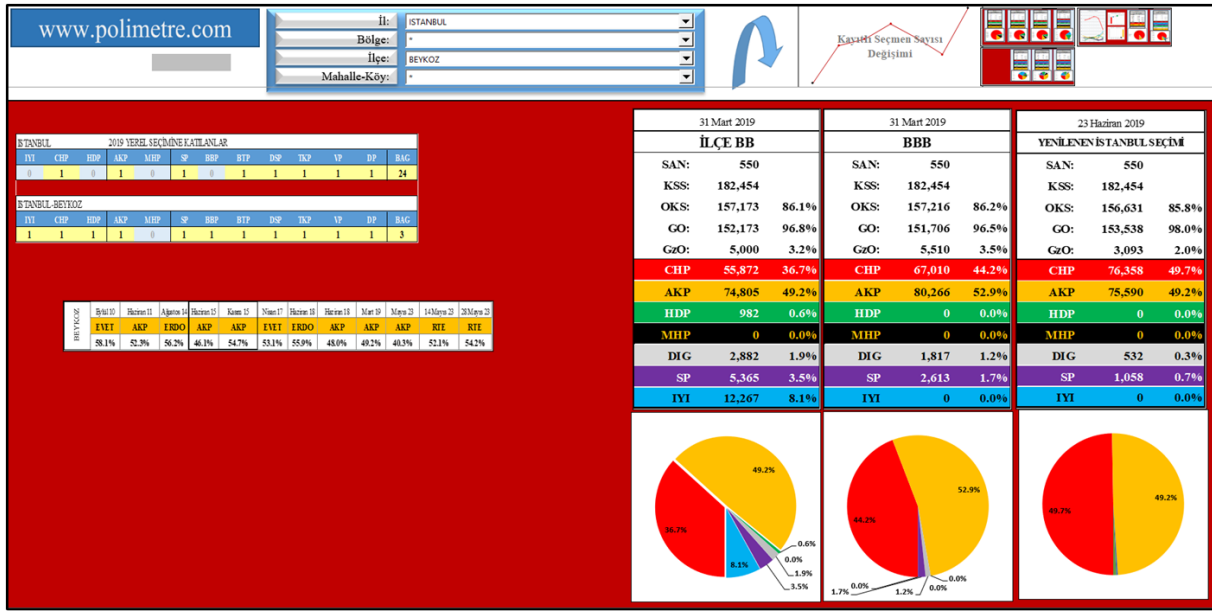 www.polimetre.com
İl: ISTANBUL
Bölge: *
İlçe: BEYKOZ
Mahalle-Köy: *
Kayıtlı Seçmen Sayısı
Değişimi
ISTANBUL 2019 YEREL SEÇİMİNE KATILANLAR
IYI CHP HDP AKP MHP SP BBP BTP DSP TKP VP DP BAG
0 1 0 1 0 1 0 1 1 1 1 1 24
ISTANBUL-BEYKOZ
IYI CHP HDP AKP MHP SP BBP BTP DSP TKP VP DP BAG
1 1 1 1 0 1 1 1 1 1 1 1 3
BEYKOZ
Eylül 10 Haziran 11 Ağustos 14 Haziran 15 Kasım 15 Nisan 17 Haziran 18 Haziran 18 Mart 19 Mayıs 23 14 Mayıs 23 28 Mayıs 23
EVET AKP ERDO AKP AKP EVET ERDO AKP AKP AKP RTE RTE
58.1% 52.3% 56.2% 46.1% 54.7% 53.1% 55.9% 48.0% 49.2% 40.3% 52.1% 54.2%
31 Mart 2019
İLÇE BB
SAN: 550
KSS: 182,454
OKS: 157,173 86.1%
GO: 152,173 96.8%
GzO: 5,000 3.2%
CHP 55,872 36.7%
AKP 74,805 49.2%
HDP 982 0.6%
MHP 0 0.0%
DIG 2,882 1.9%
SP 5,365 3.5%
IYI 12,267 8.1%
49.2%
36.7%
0.6%
0.0%
1.9%
3.5%
8.1%
31 Mart 2019
BBB
SAN: 550
KSS: 182,454
OKS: 157,216 86.2%
GO: 151,706 96.5%
GzO: 5,510 3.5%
CHP 67,010 44.2%
AKP 80,266 52.9%
HDP 0 0.0%
MHP 0 0.0%
DIG 1,817 1.2%
SP 2,613 1.7%
IYI 0 0.0%
52.9%
44.2%
0.0%
0.0%
0.0%
1.7%
1.2%
23 Haziran 2019
YENİLENEN İSTANBUL SEÇİMİ
SAN: 550
KSS: 182,454
OKS: 156,631 85.8%
GO: 153,538 98.0%
GzO: 3,093 2.0%
CHP 76,358 49.7%
AKP 75,590 49.2%
HDP 0 0.0%
MHP 0 0.0%
DIG 532 0.3%
SP 1,058 0.7%
IYI 0 0.0%
49.7%
49.2%